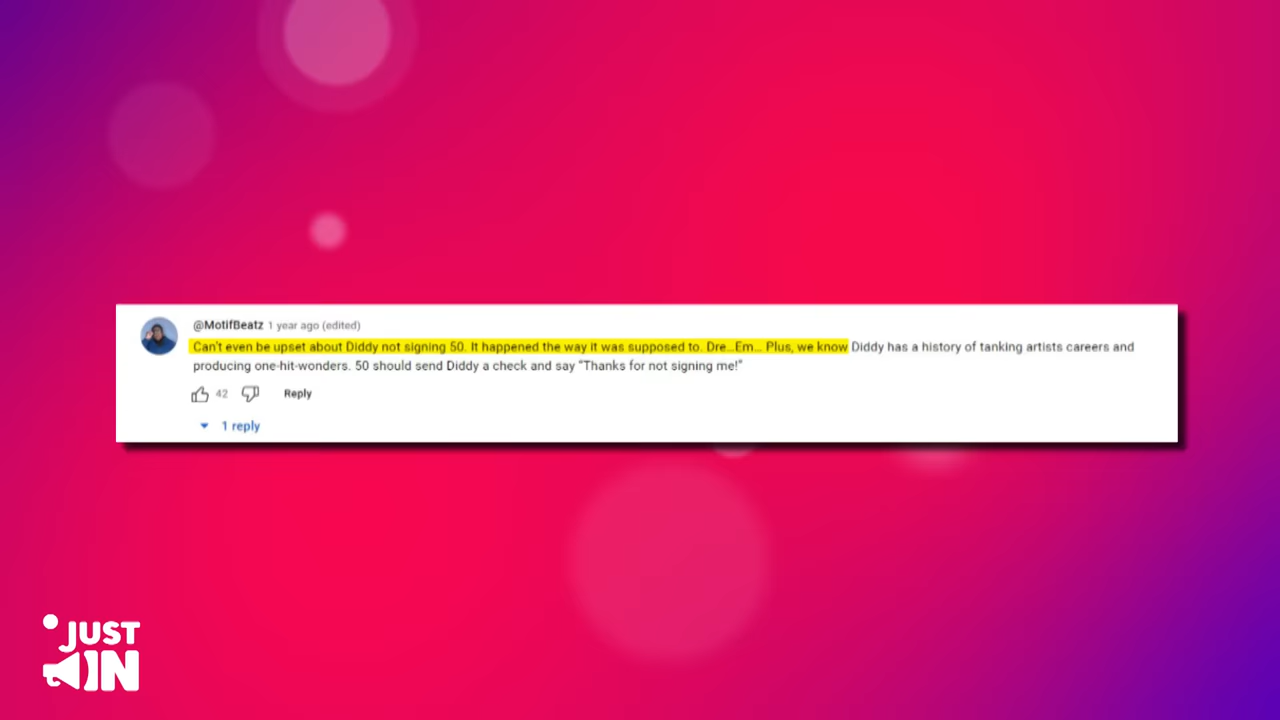 @MotifBeatz 1 year ago (edited)
Can't even be upset about Diddy not signing 50. It happened the way it was supposed to. Dre...Em... Plus, we know Diddy has a history of tanking artists careers and
producing one-hit-wonders. 50 should send Diddy a check and say “Thanks for not signing me!”
42 Reply
1 reply
JUST
IN